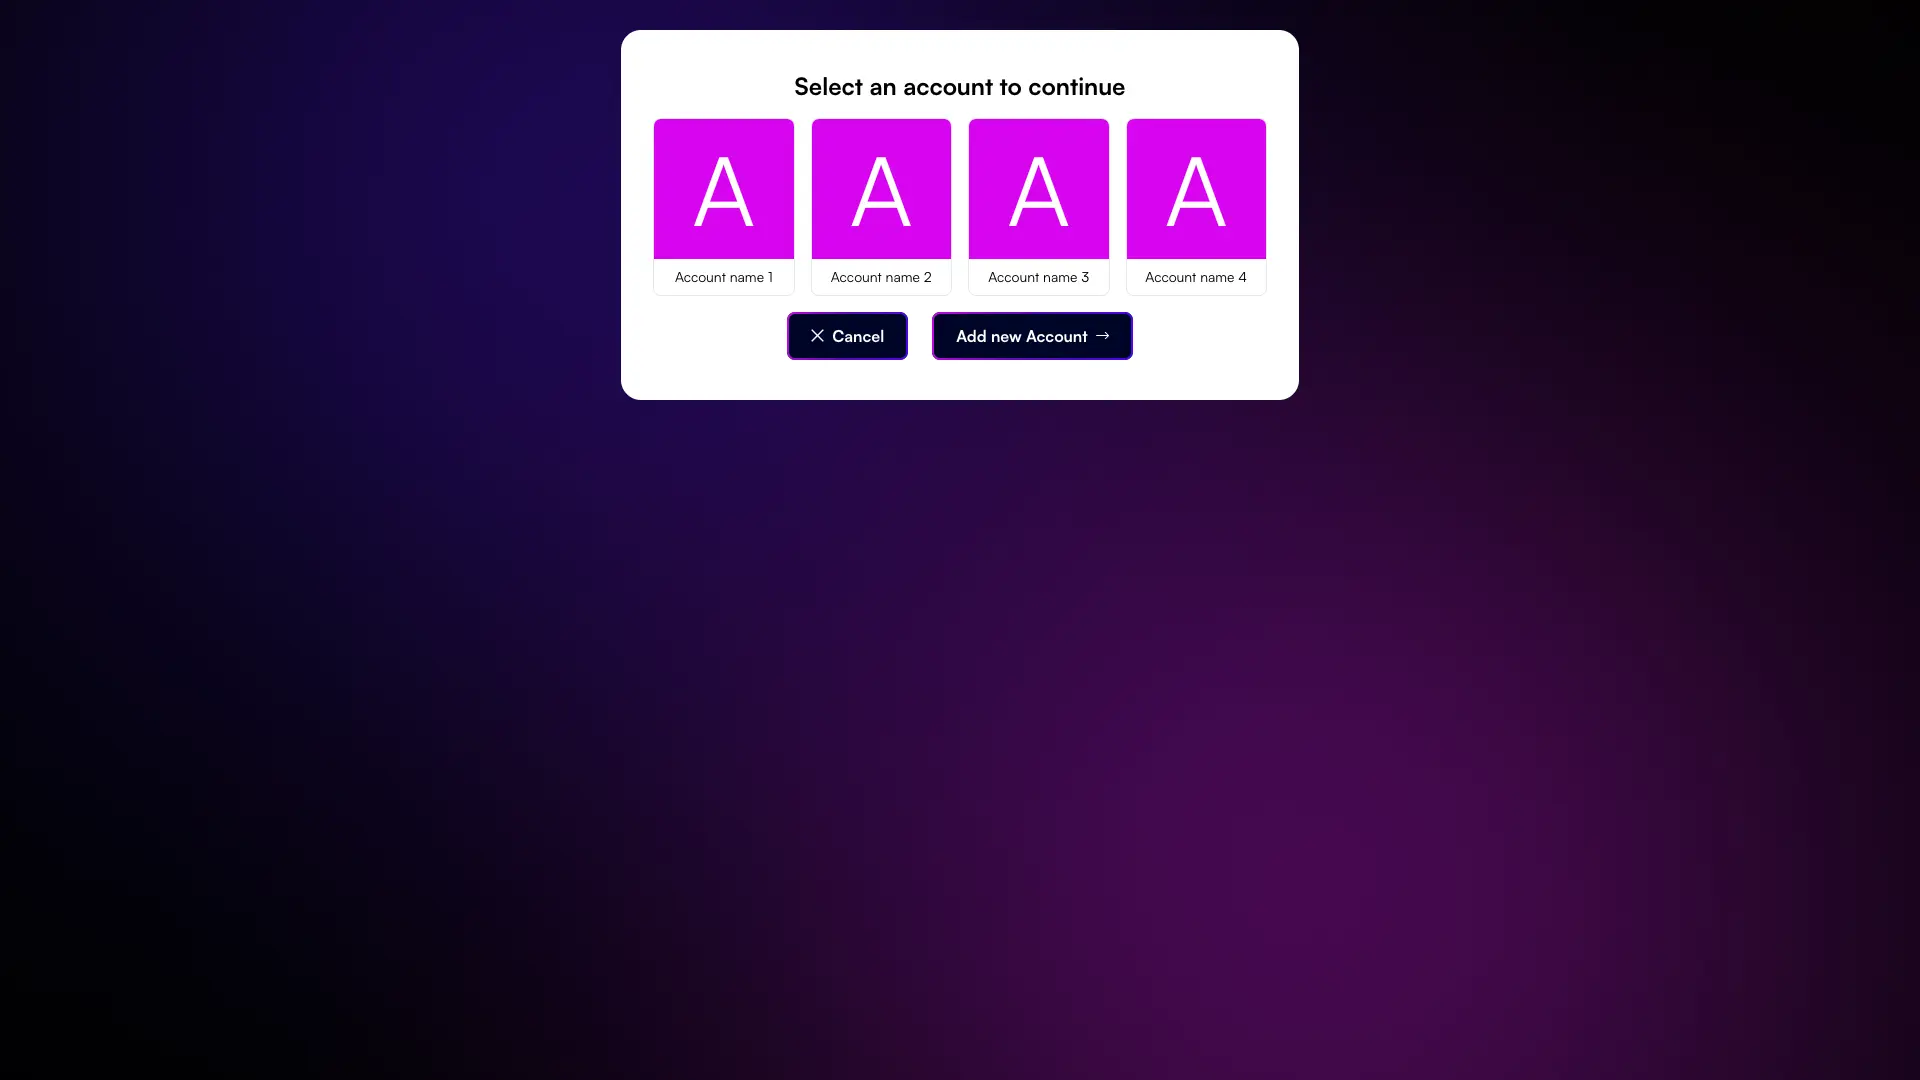 Select an account to continue
A A A A
Account name 1 Account name 2 Account name 3 Account name 4
Cancel Add new Account →